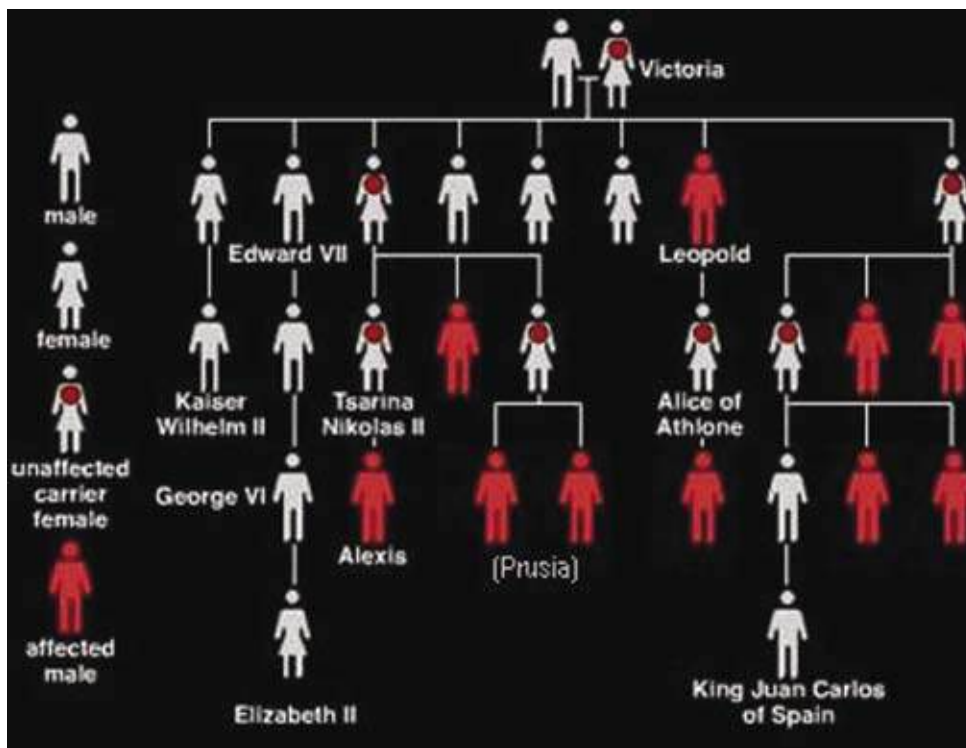 Victoria
male
Edward VII
Leopold
female
Kaiser
Wilhelm II
Tsarina
Nikolas II
Alice of
Athlone
unaffected
carrier
female
George VI
Alexis
(Prusia)
affected
male
Elizabeth II
King Juan Carlos
of Spain